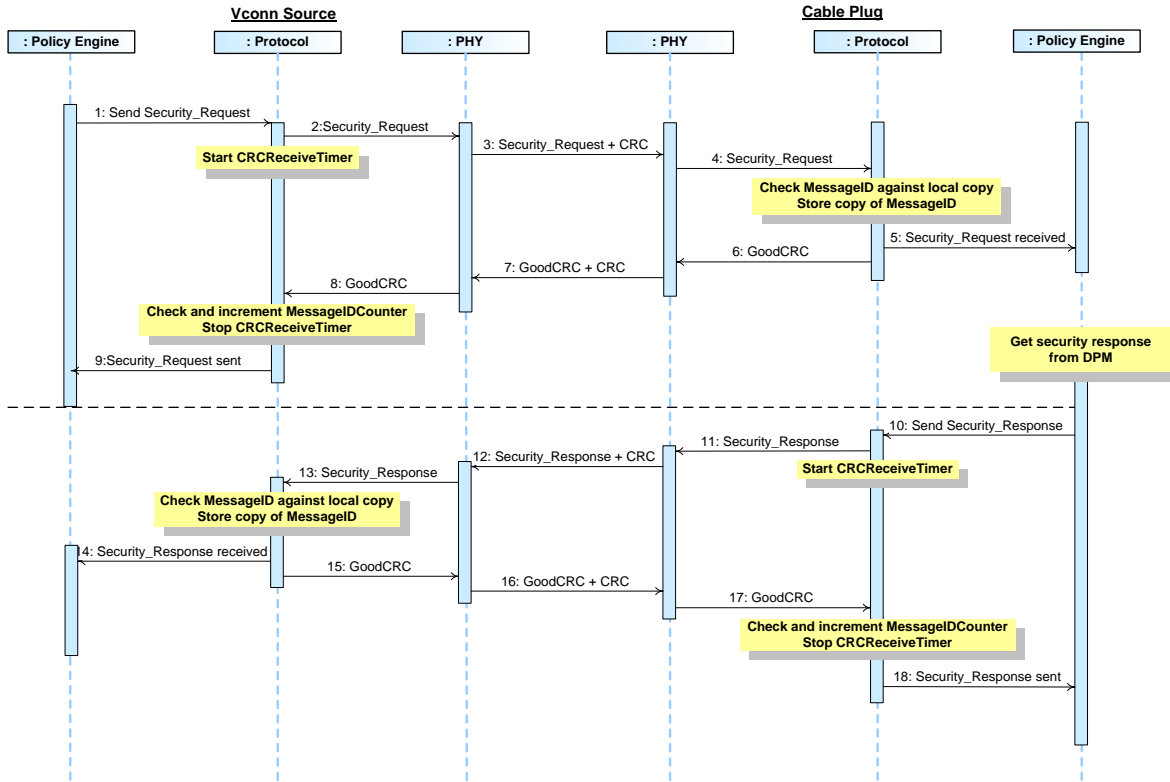 Vconn Source
Cable Plug
: Policy Engine
: Protocol
: PHY
: PHY
: Protocol
: Policy Engine
1: Send Security_Request
2:Security_Request
Start CRCReceiveTimer
3: Security_Request + CRC
4: Security_Request
Check MessageID against local copy
Store copy of MessageID
5: Security_Request received
6: GoodCRC
7: GoodCRC + CRC
8: GoodCRC
Check and increment MessageIDCounter
Stop CRCReceiveTimer
9:Security_Request sent
Get security response
from DPM
10: Send Security_Response
11: Security_Response
Start CRCReceiveTimer
12: Security_Response + CRC
13: Security_Response
Check MessageID against local copy
Store copy of MessageID
14: Security_Response received
15: GoodCRC
16: GoodCRC + CRC
17: GoodCRC
Check and increment MessageIDCounter
Stop CRCReceiveTimer
18: Security_Response sent